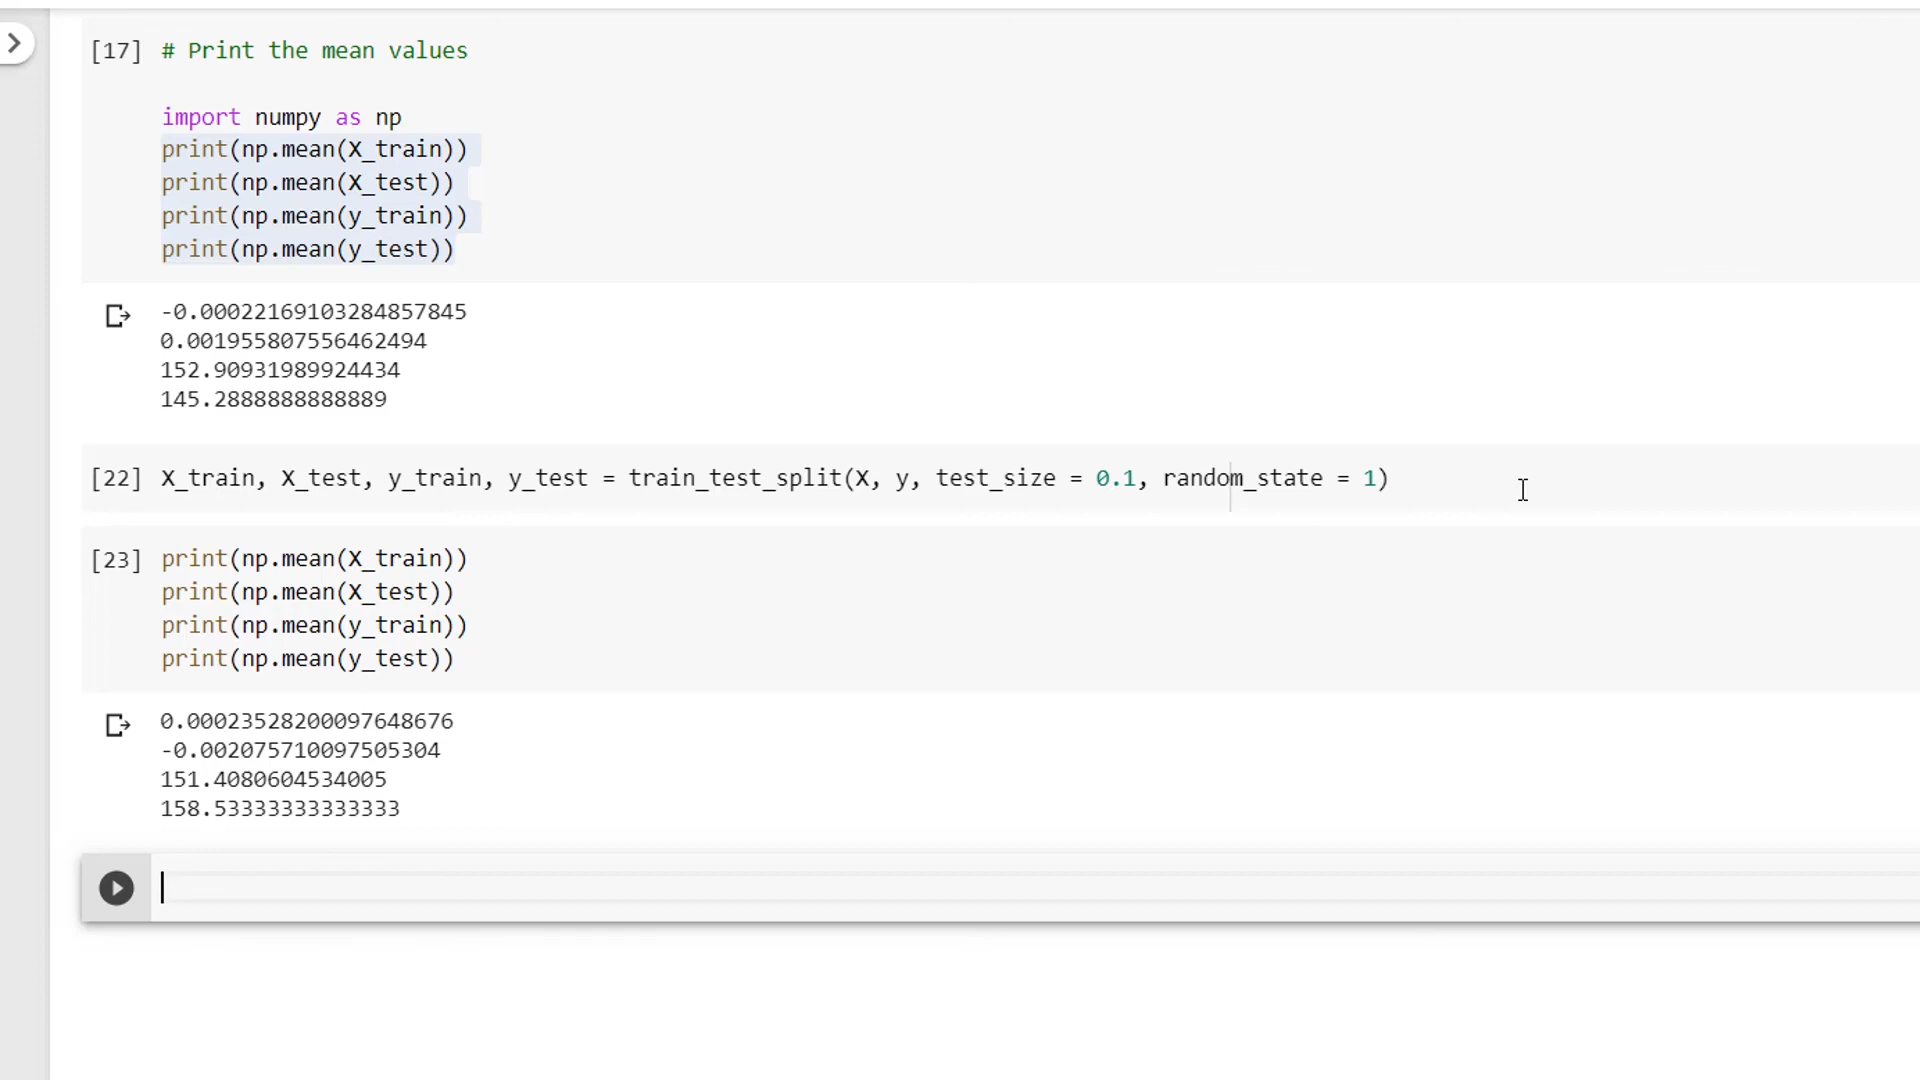 [17] # Print the mean values
import numpy as np
print(np.mean(X_train))
print(np.mean(X_test))
print(np.mean(y_train))
print(np.mean(y_test))
-0.00022169103284857845
0.001955807556462494
152.90931989924434
145.2888888888889
[22] X_train, X_test, y_train, y_test = train_test_split(X, y, test_size = 0.1, random_state = 1)
[23] print(np.mean(X_train))
print(np.mean(X_test))
print(np.mean(y_train))
print(np.mean(y_test))
0.00023528200097648676
-0.002075710097505304
151.4080604534005
158.53333333333333